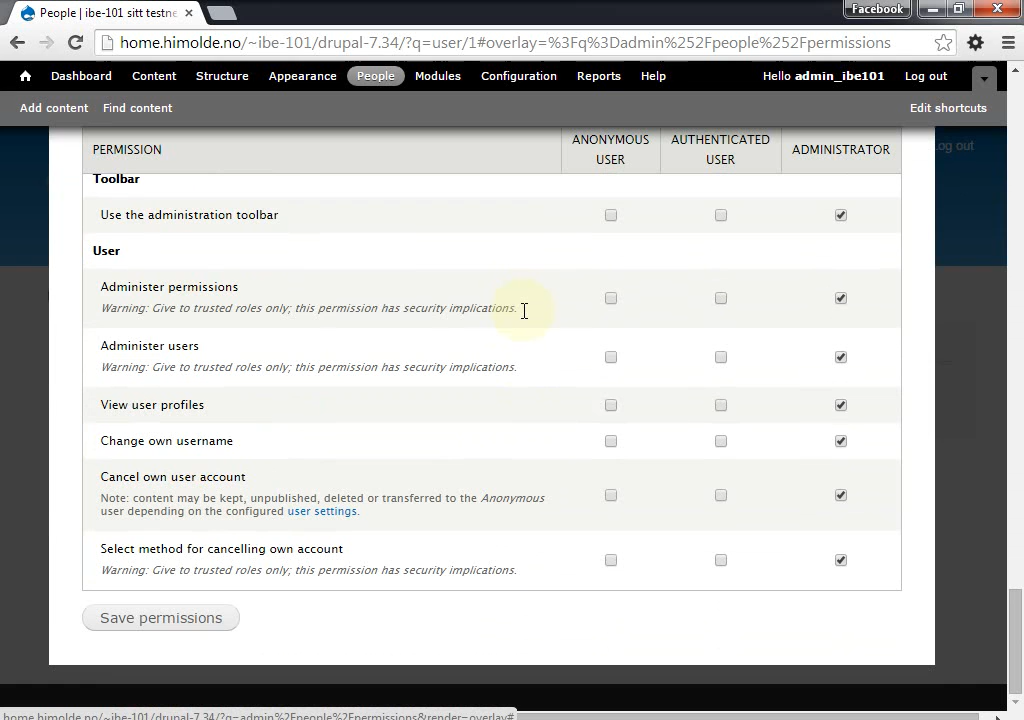 People | ibe-101 sitt testne
Facebook
home.himolde.no/~ibe-101/drupal-7.34/?q=user/1#overlay=%3Fq%3Dadmin%252Fpeople%252Fpermissions
Dashboard Content Structure Appearance People Modules Configuration Reports Help Hello admin_ibe101 Log out
Add content Find content Edit shortcuts
Log out
PERMISSION ANONYMOUS USER AUTHENTICATED USER ADMINISTRATOR
Toolbar
Use the administration toolbar
User
Administer permissions
Warning: Give to trusted roles only; this permission has security implications.
Administer users
Warning: Give to trusted roles only; this permission has security implications.
View user profiles
Change own username
Cancel own user account
Note: content may be kept, unpublished, deleted or transferred to the Anonymous
user depending on the configured user settings.
Select method for cancelling own account
Warning: Give to trusted roles only; this permission has security implications.
Save permissions
home.himolde.no/~ibe-101/drupal-7.34/?q=admin%2Fpeople%2Fpermissions&render=overlay#